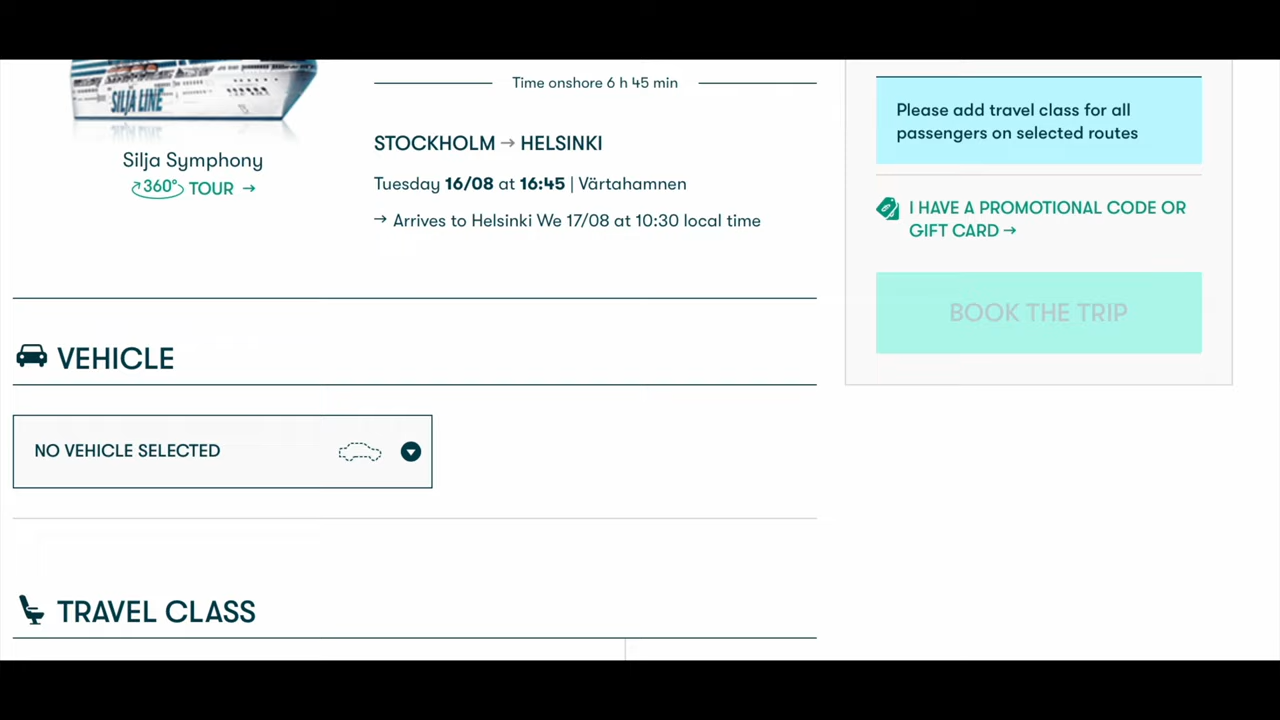 SILJA LINE
Silja Symphony
360° TOUR →
Time onshore 6 h 45 min
STOCKHOLM → HELSINKI
Tuesday 16/08 at 16:45 | Värtahamnen
→ Arrives to Helsinki We 17/08 at 10:30 local time
Please add travel class for all
passengers on selected routes
I HAVE A PROMOTIONAL CODE OR
GIFT CARD →
BOOK THE TRIP
VEHICLE
NO VEHICLE SELECTED
TRAVEL CLASS